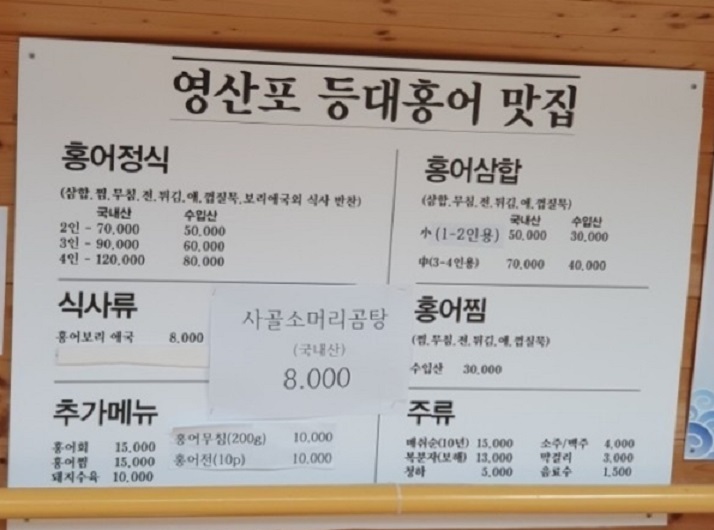 영산포 등대홍어 맛집
홍어정식
(삼합.찜.무침.전.튀김.애.껍질묵.보리애국외 식사 반찬)
국내산 수입산
2인 - 70.000 50.000
3인 - 90.000 60.000
4인 - 120.000 80.000
홍어삼합
(삼합.무침.전.튀김.애.껍질묵)
국내산 수입산
小 (1-2인용) 50.000 30.000
中(3-4인용) 70.000 40.000
식사류
홍어보리 애국 8.000
사골소머리곰탕
(국내산)
8.000
홍어찜
(찜.무침.전.튀김.애.껍질묵)
수입산 30.000
추가메뉴
홍어회 15.000
홍어찜 15.000
돼지수육 10.000
홍어무침(200g) 10,000
홍어전(10p) 10.000
주류
매취순(10년) 15,000
복분자(보해) 13,000
청하 5.000
소주/맥주 4,000
막걸리 3,000
음료수 1,500